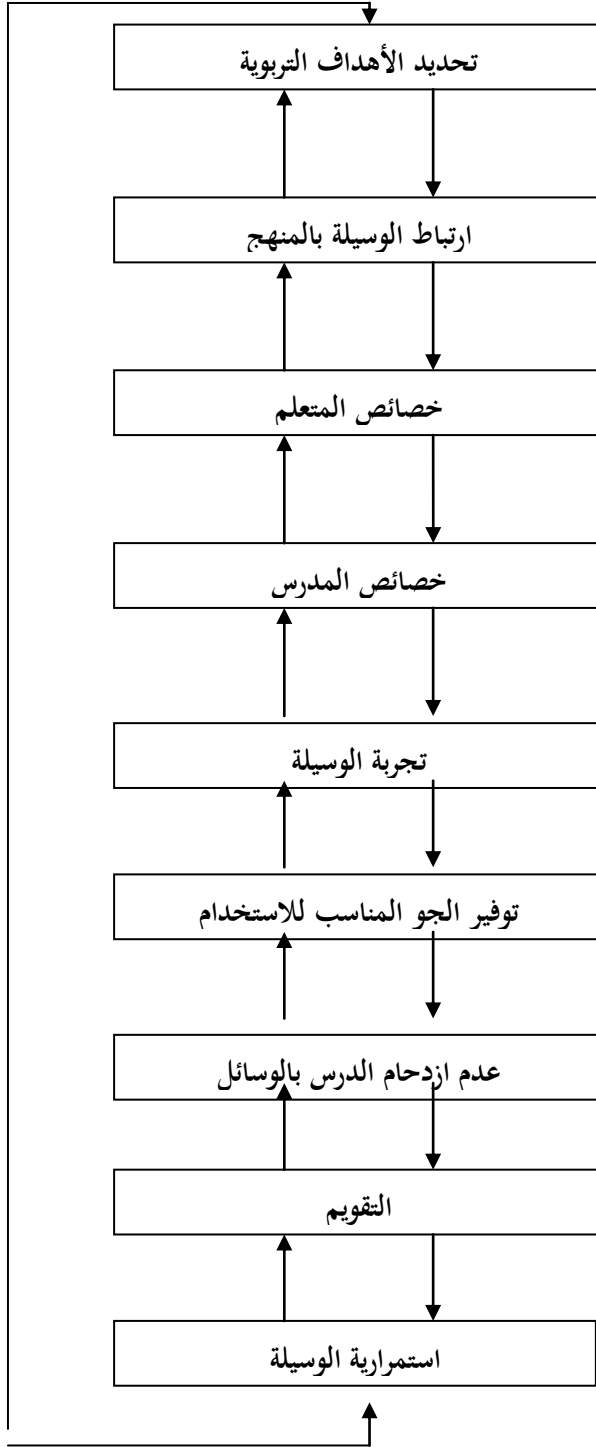 تحديد الأهداف التربوية
ارتباط الوسيلة بالمنهج
خصائص المتعلم
خصائص المدرس
تجربة الوسيلة
توفير الجو المناسب للاستخدام
عدم ازدحام الدرس بالوسائل
التقويم
استمرارية الوسيلة